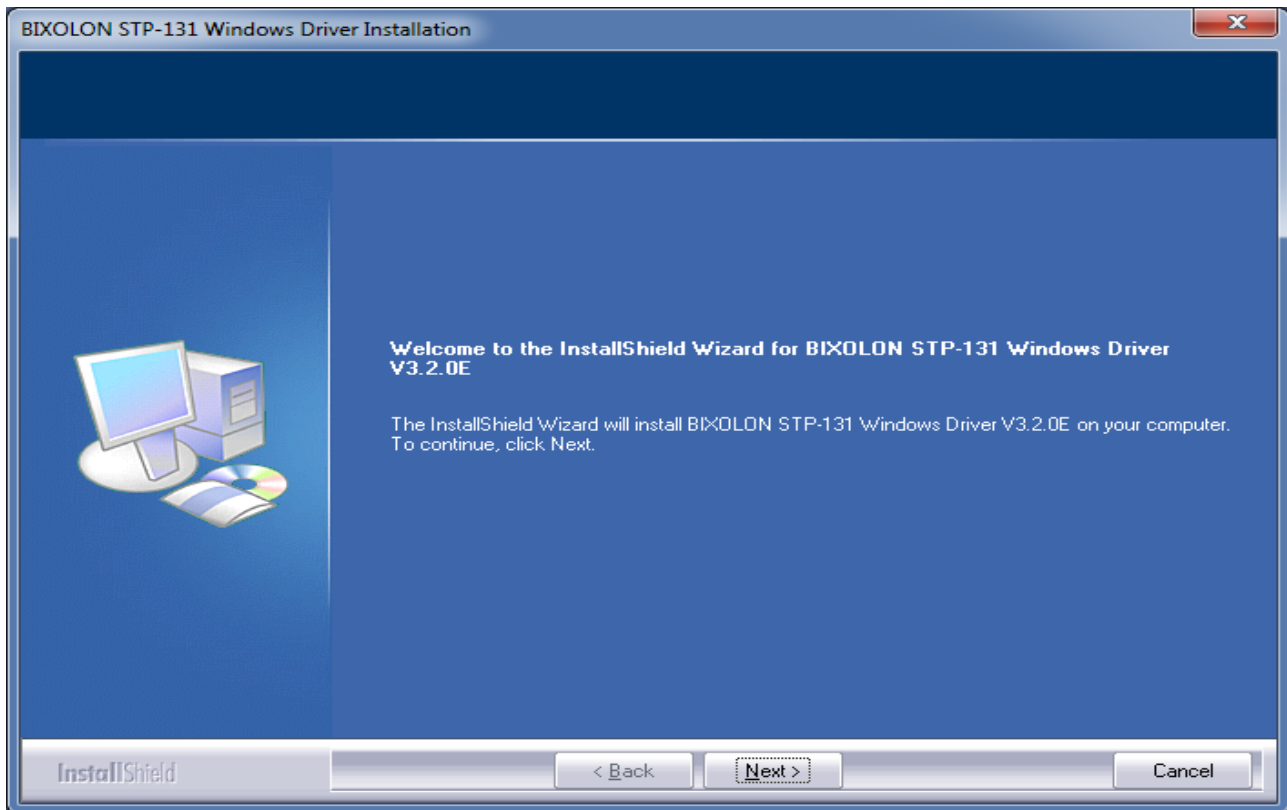 BIXOLON STP-131 Windows Driver Installation
Welcome to the InstallShield Wizard for BIXOLON STP-131 Windows Driver
V3.2.0E
The InstallShield Wizard will install BIXOLON STP-131 Windows Driver V3.2.0E on your computer.
To continue, click Next.
InstallShield
< Back
Next >
Cancel